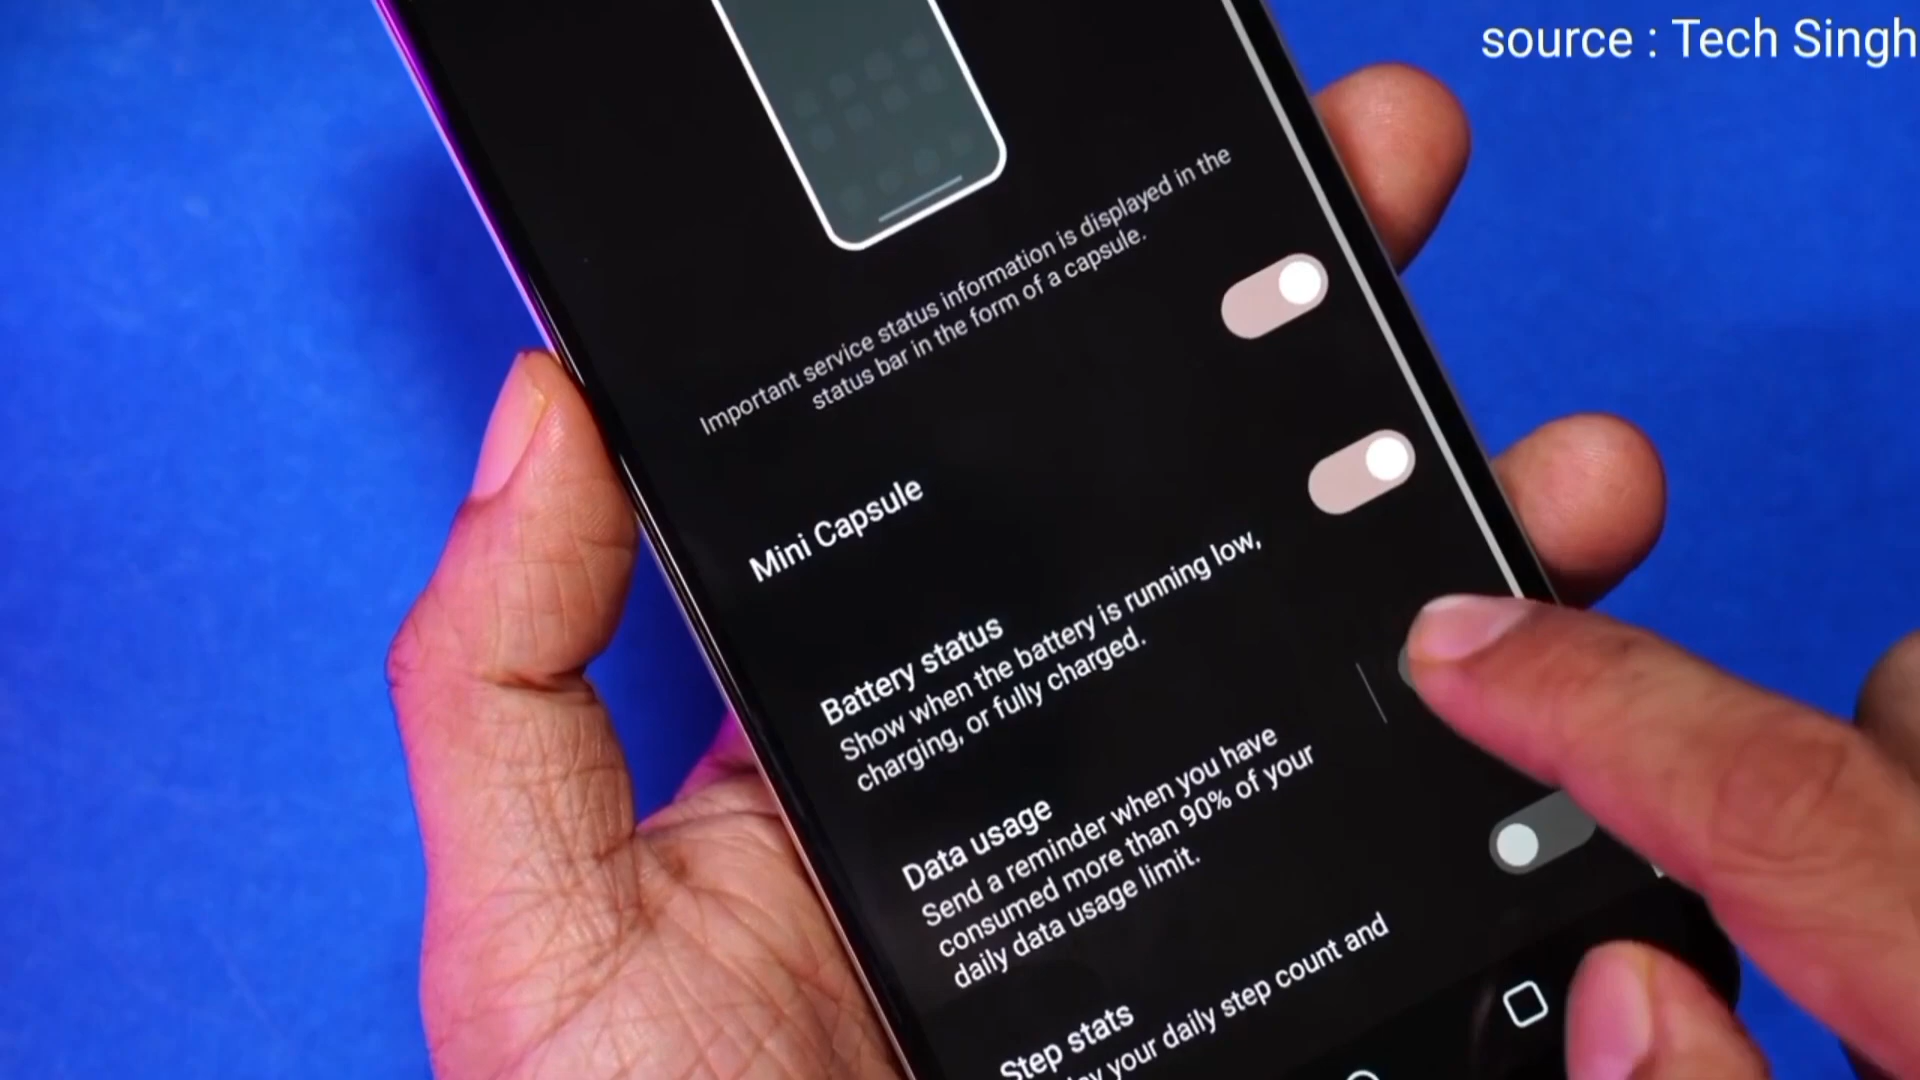 source : Tech Singh
Important service status information is displayed in the
status bar in the form of a capsule.
Mini Capsule
Battery status
Show when the battery is running low,
charging, or fully charged.
Data usage
Send a reminder when you have
consumed more than 90% of your
daily data usage limit.
Step stats
your daily step count and